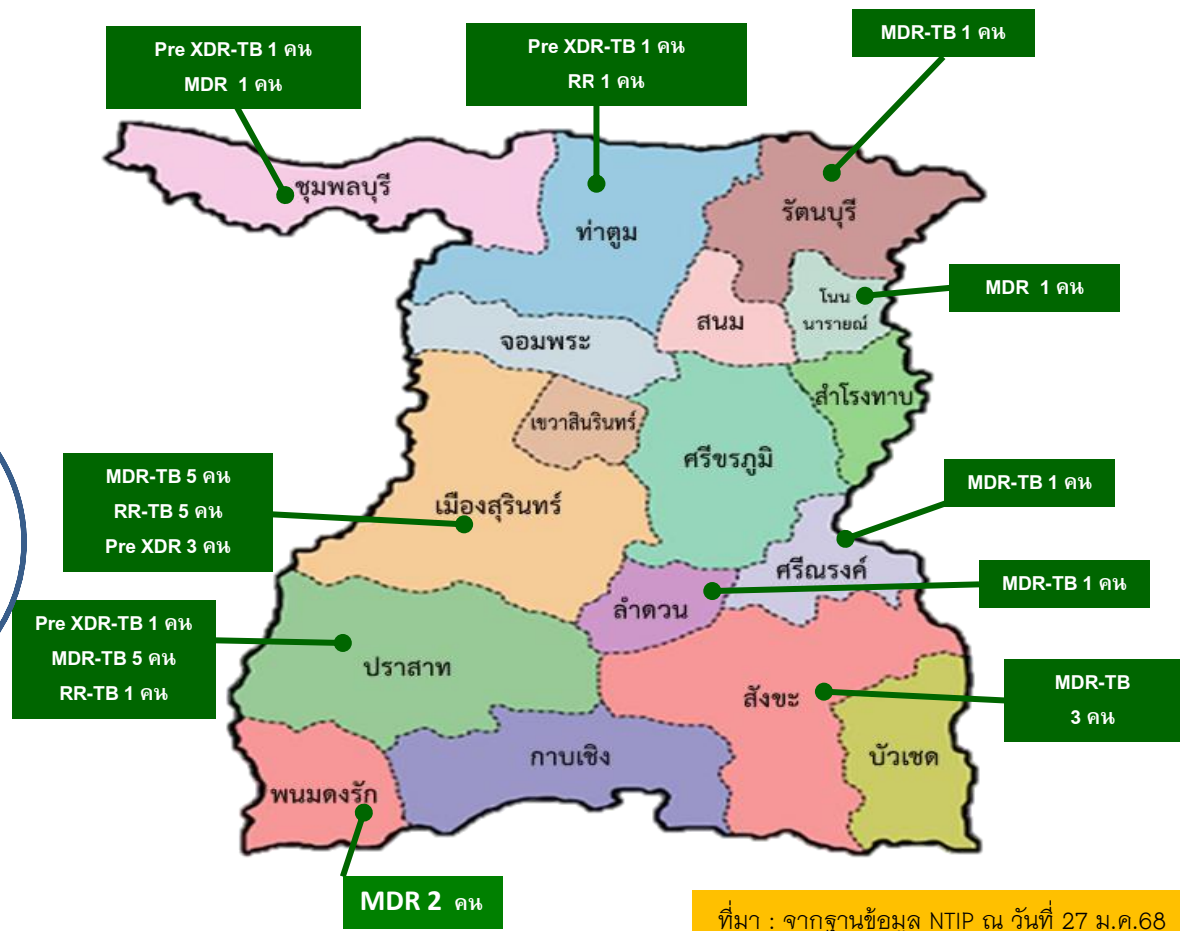 Pre XDR-TB 1 คน
MDR 1 คน
Pre XDR-TB 1 คน
RR 1 คน
MDR-TB 1 คน
ชุมพลบุรี
ท่าตูม
รัตนบุรี
MDR 1 คน
โนน
นารายณ์
สนม
จอมพระ
สำโรงทาบ
เขวาสินรินทร์
ศรีขรภูมิ
MDR-TB 5 คน
RR-TB 5 คน
Pre XDR 3 คน
เมืองสุรินทร์
MDR-TB 1 คน
ศรีณรงค์
MDR-TB 1 คน
ลำดวน
Pre XDR-TB 1 คน
MDR-TB 5 คน
RR-TB 1 คน
ปราสาท
สังขะ
MDR-TB
3 คน
กาบเชิง
บัวเชด
พนมดงรัก
MDR 2 คน
ที่มา : จากฐานข้อมล NTIP ณ วันที่ 27 ม.ค.68